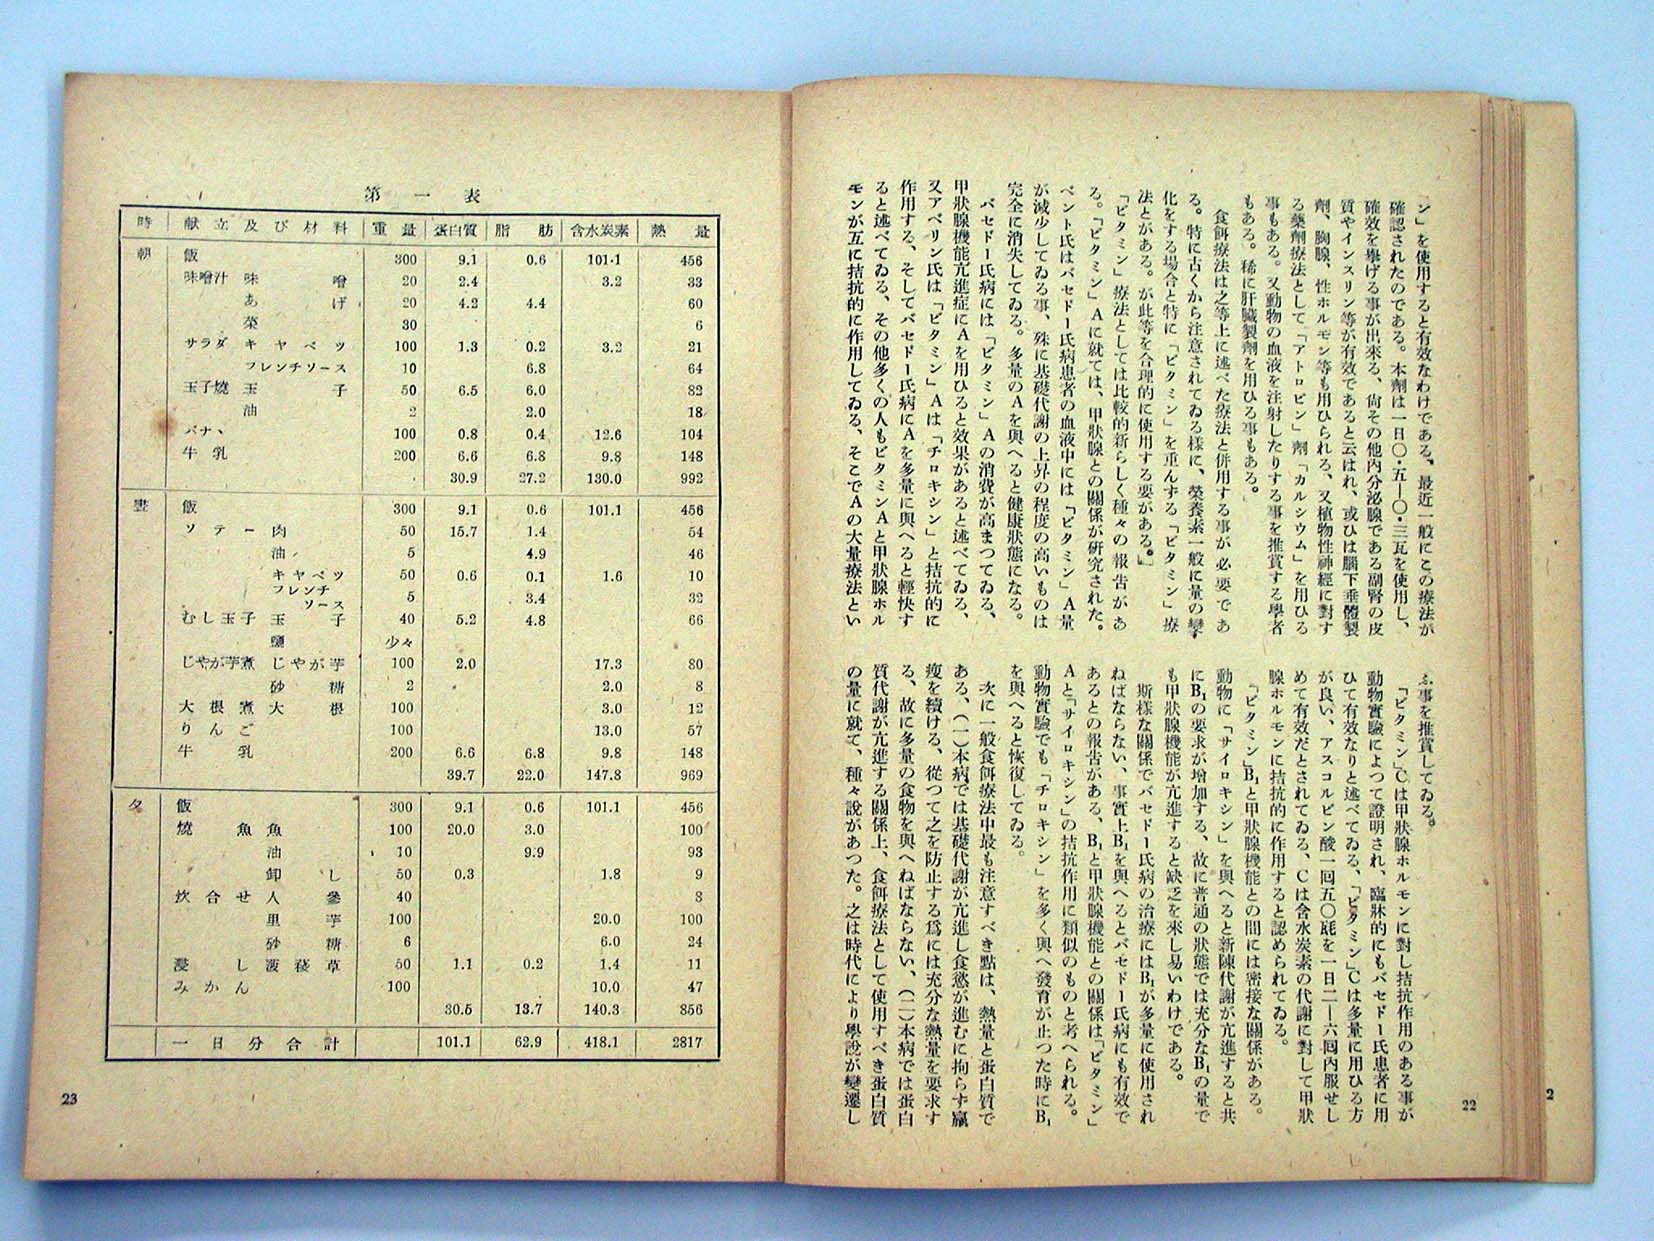 ン」を使用すると有效なわけである、最近一般にこの療法が
確認されたのである。本劑は一日〇・五—〇・三瓦を使用し、
確效を擧げる事が出來る、尙その他内分泌腺である副腎の皮
質やインスリン等が有效であると云はれ、或ひは腦下垂體製
劑、胸腺、性ホルモン等も用ひられる、又植物性神經に對す
る藥劑療法として「アトロピン」劑「カルシウム」を用ひる
事もある。又動物の血液を注射したりする事を推賞する學者
もある。稀に肝臟製劑を用ひる事もある。
食餌療法は之等上に述べた療法と併用する事が必要であ
る。特に古くから注意されてゐる樣に、榮養素一般に量の變
化をする場合と特に「ビタミン」を重んずる「ビタミン」療
法とがある。が此等を合理的に使用する要がある。
「ビタミン」療法としては比較的新らしく種々の報告があ
る。「ビタミン」Aに就ては、甲狀腺との關係が研究された。
ベント氏はバセドー氏病患者の血液中には「ビタミン」A量
が減少してゐる事、殊に基礎代謝の上昇の程度の高いものは
完全に消失してゐる。多量のAを與へると健康狀態になる。
バセドー氏病には「ビタミン」Aの消費が高まつてゐる、
甲狀腺機能亢進症にAを用ひると效果があると述べてゐる、
又アベリン氏は「ビタミン」Aは「チロキシン」と拮抗的に
作用する、そしてバセドー氏病にAを多量に與へると輕快す
ると述べてゐる、その他多くの人もビタミンAと甲狀腺ホル
モンが互に拮抗的に作用してゐる、そこでAの大量療法とい
ふ事を推賞してゐる。
「ビタミン」Cは甲狀腺ホルモンに對し拮抗作用のある事が
動物實驗によつて證明され、臨牀的にもバセドー氏患者に用
ひて有效なりと述べてゐる、「ビタミン」Cは多量に用ひる方
が良い、アスコルビン酸一回五〇瓱を一日二—六回內服せし
めて有效だとされてゐる、Cは含水炭素の代謝に對して甲狀
腺ホルモンに拮抗的に作用すると認められてゐる。
「ビタミン」B₁と甲狀腺機能との間には密接な關係がある。
動物に「サイロキシン」を與へると新陳代謝が亢進すると共
にB₁の要求が增加する、故に普通の狀態では充分なB₁の量で
も甲狀腺機能が亢進すると缺乏を來し易いわけである。
斯樣な關係でバセドー氏病の治療にはB₁が多量に使用され
ねばならない、事實上B₁を與へるとバセドー氏病にも有效で
あるとの報告がある、B₁と甲狀腺機能との關係は「ビタミン」
Aと「サイロキシン」の拮抗作用に類似のものと考へられる。
動物實驗でも「チロキシン」を多く與へ發育が止つた時にB₁
を與へると恢復してゐる。
次に一般食餌療法中最も注意すべき點は、熱量と蛋白質で
ある、(一)本病では基礎代謝が亢進し食慾が進むに拘らず羸
瘦を續ける、從つて之を防止する爲には充分な熱量を要求す
る、故に多量の食物を與へねばならない、(二)本病では蛋白
質代謝が亢進する關係上、食餌療法として使用すべき蛋白質
の量に就て、種々說があつた。之は時代により學說が變遷し
22
2
第一表
時 献立及び材料 重量 蛋白質 脂肪 含水炭素 熱量
朝 飯 300 9.1 0.6 101.1 456
味噌汁 味噌 20 2.4 3.2 33
あげ 20 4.2 4.4 60
菜 30 6
サラダ キャベツ 100 1.3 0.2 3.2 21
フレンチソース 10 6.8 64
玉子燒 玉子 50 6.5 6.0 82
油 2 2.0 18
バナヽ 100 0.8 0.4 12.6 104
牛乳 200 6.6 6.8 9.8 148
30.9 27.2 130.0 992
晝 飯 300 9.1 0.6 101.1 456
ソテー 肉 50 15.7 1.4 54
油 5 4.9 46
キャベツ 50 0.6 0.1 1.6 10
フレンチソース 5 3.4 32
むし玉子 玉子 40 5.2 4.8 66
鹽 少々
じやが芋煮 じやが芋 100 2.0 17.3 80
砂糖 2 2.0 8
大根煮 大根 100 3.0 12
りんご 100 13.0 57
牛乳 200 6.6 6.8 9.8 148
39.7 22.0 147.8 969
夕 飯 300 9.1 0.6 101.1 456
燒魚 魚 100 20.0 3.0 100
油 10 9.9 93
卸し 50 0.3 1.8 9
炊合せ 人參 40 8
里芋 100 20.0 100
砂糖 6 6.0 24
浸し 菠薐草 50 1.1 0.2 1.4 11
みかん 100 10.0 47
30.5 13.7 140.3 856
一日分合計 101.1 62.9 418.1 2817
23